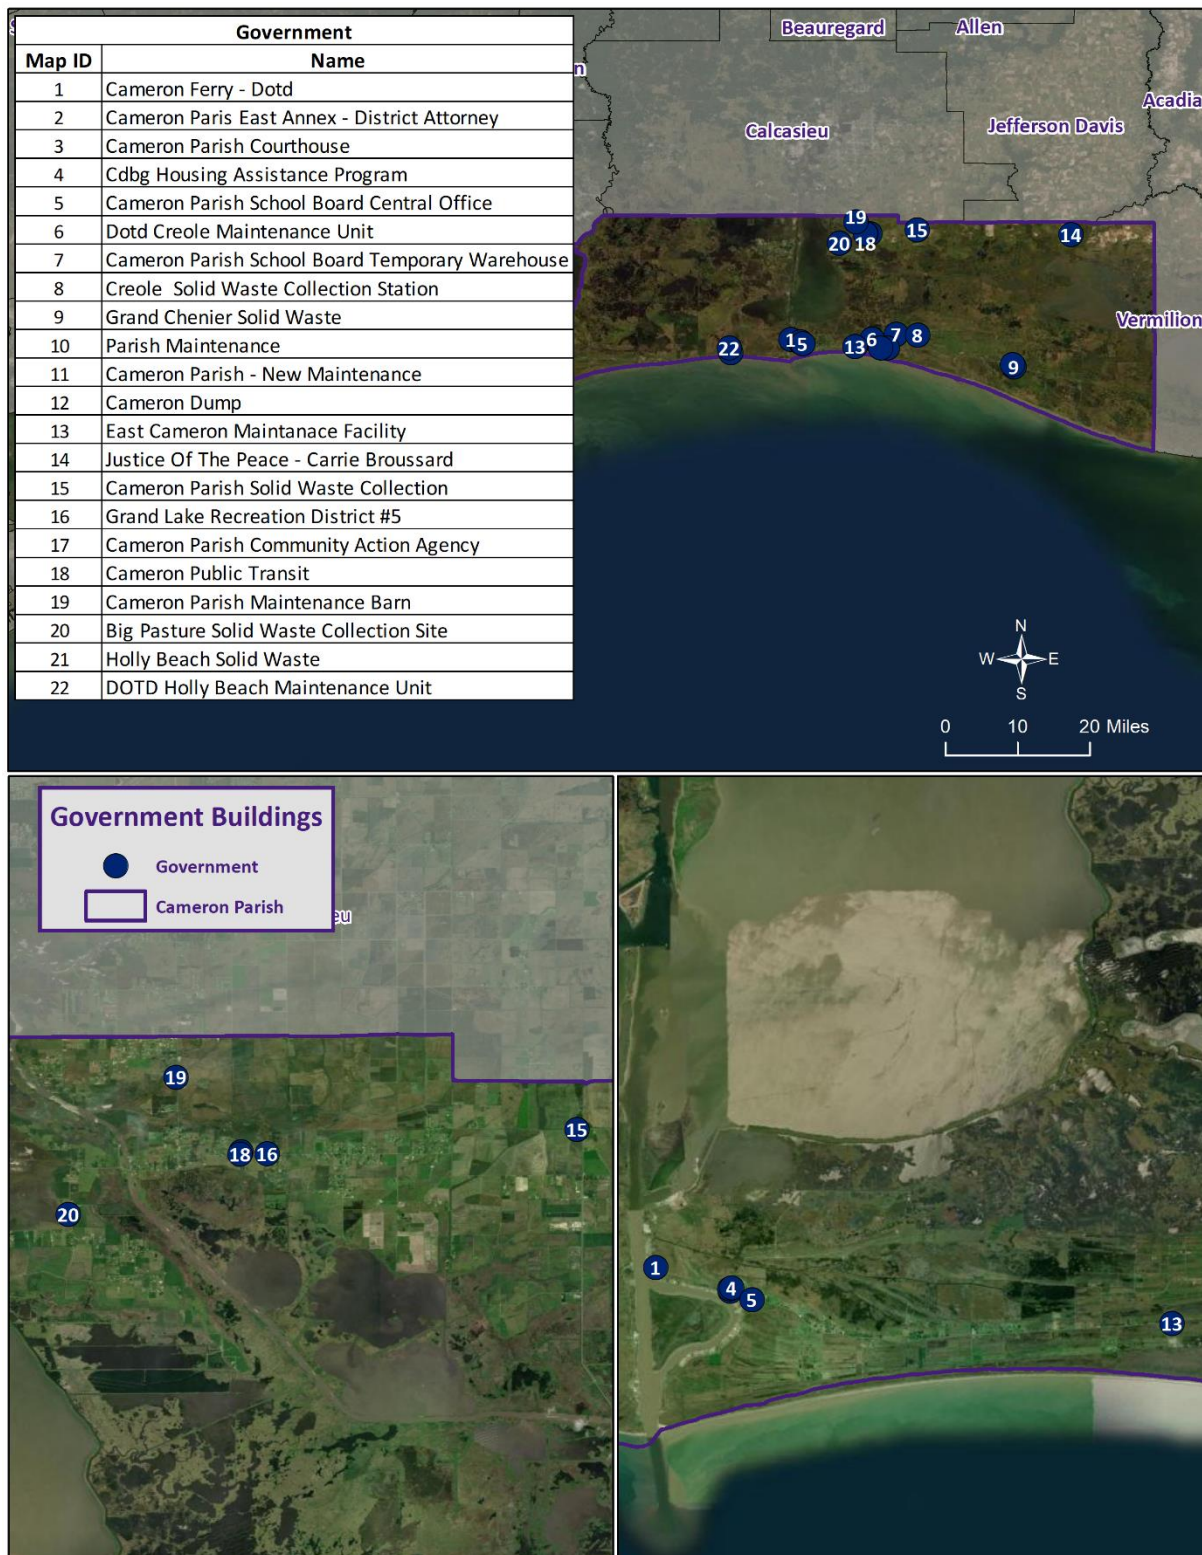 Government
Map ID Name
1 Cameron Ferry - Dotd
2 Cameron Paris East Annex - District Attorney
3 Cameron Parish Courthouse
4 Cdbg Housing Assistance Program
5 Cameron Parish School Board Central Office
6 Dotd Creole Maintenance Unit
7 Cameron Parish School Board Temporary Warehouse
8 Creole Solid Waste Collection Station
9 Grand Chenier Solid Waste
10 Parish Maintenance
11 Cameron Parish - New Maintenance
12 Cameron Dump
13 East Cameron Maintanace Facility
14 Justice Of The Peace - Carrie Broussard
15 Cameron Parish Solid Waste Collection
16 Grand Lake Recreation District #5
17 Cameron Parish Community Action Agency
18 Cameron Public Transit
19 Cameron Parish Maintenance Barn
20 Big Pasture Solid Waste Collection Site
21 Holly Beach Solid Waste
22 DOTD Holly Beach Maintenance Unit
Beauregard Allen
n
Acadia
Calcasieu Jefferson Davis
19
20 18 15 14
Vermilion
22 1 5 13 6 7 8
9
N
W E
S
0 10 20 Miles
Government Buildings
Government
Cameron Parish
eu
19
18 16 15
20
1
4 5
13